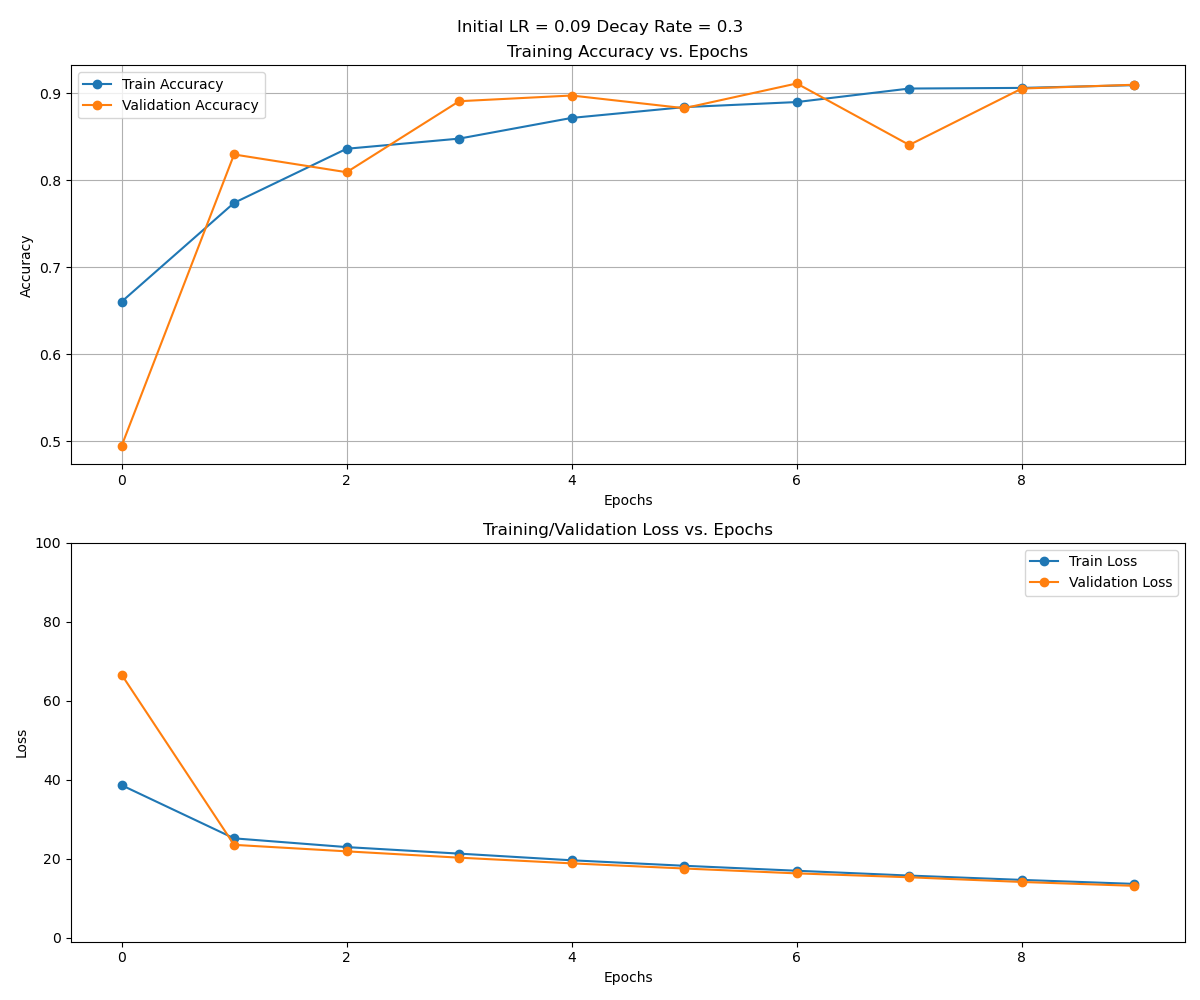 Initial LR = 0.09 Decay Rate = 0.3
Training Accuracy vs. Epochs
Train Accuracy
Validation Accuracy
0.9
0.8
0.7
0.6
0.5
Accuracy
0 2 4 6 8
Epochs
Training/Validation Loss vs. Epochs
Train Loss
Validation Loss
100
80
60
40
20
0
Loss
0 2 4 6 8
Epochs